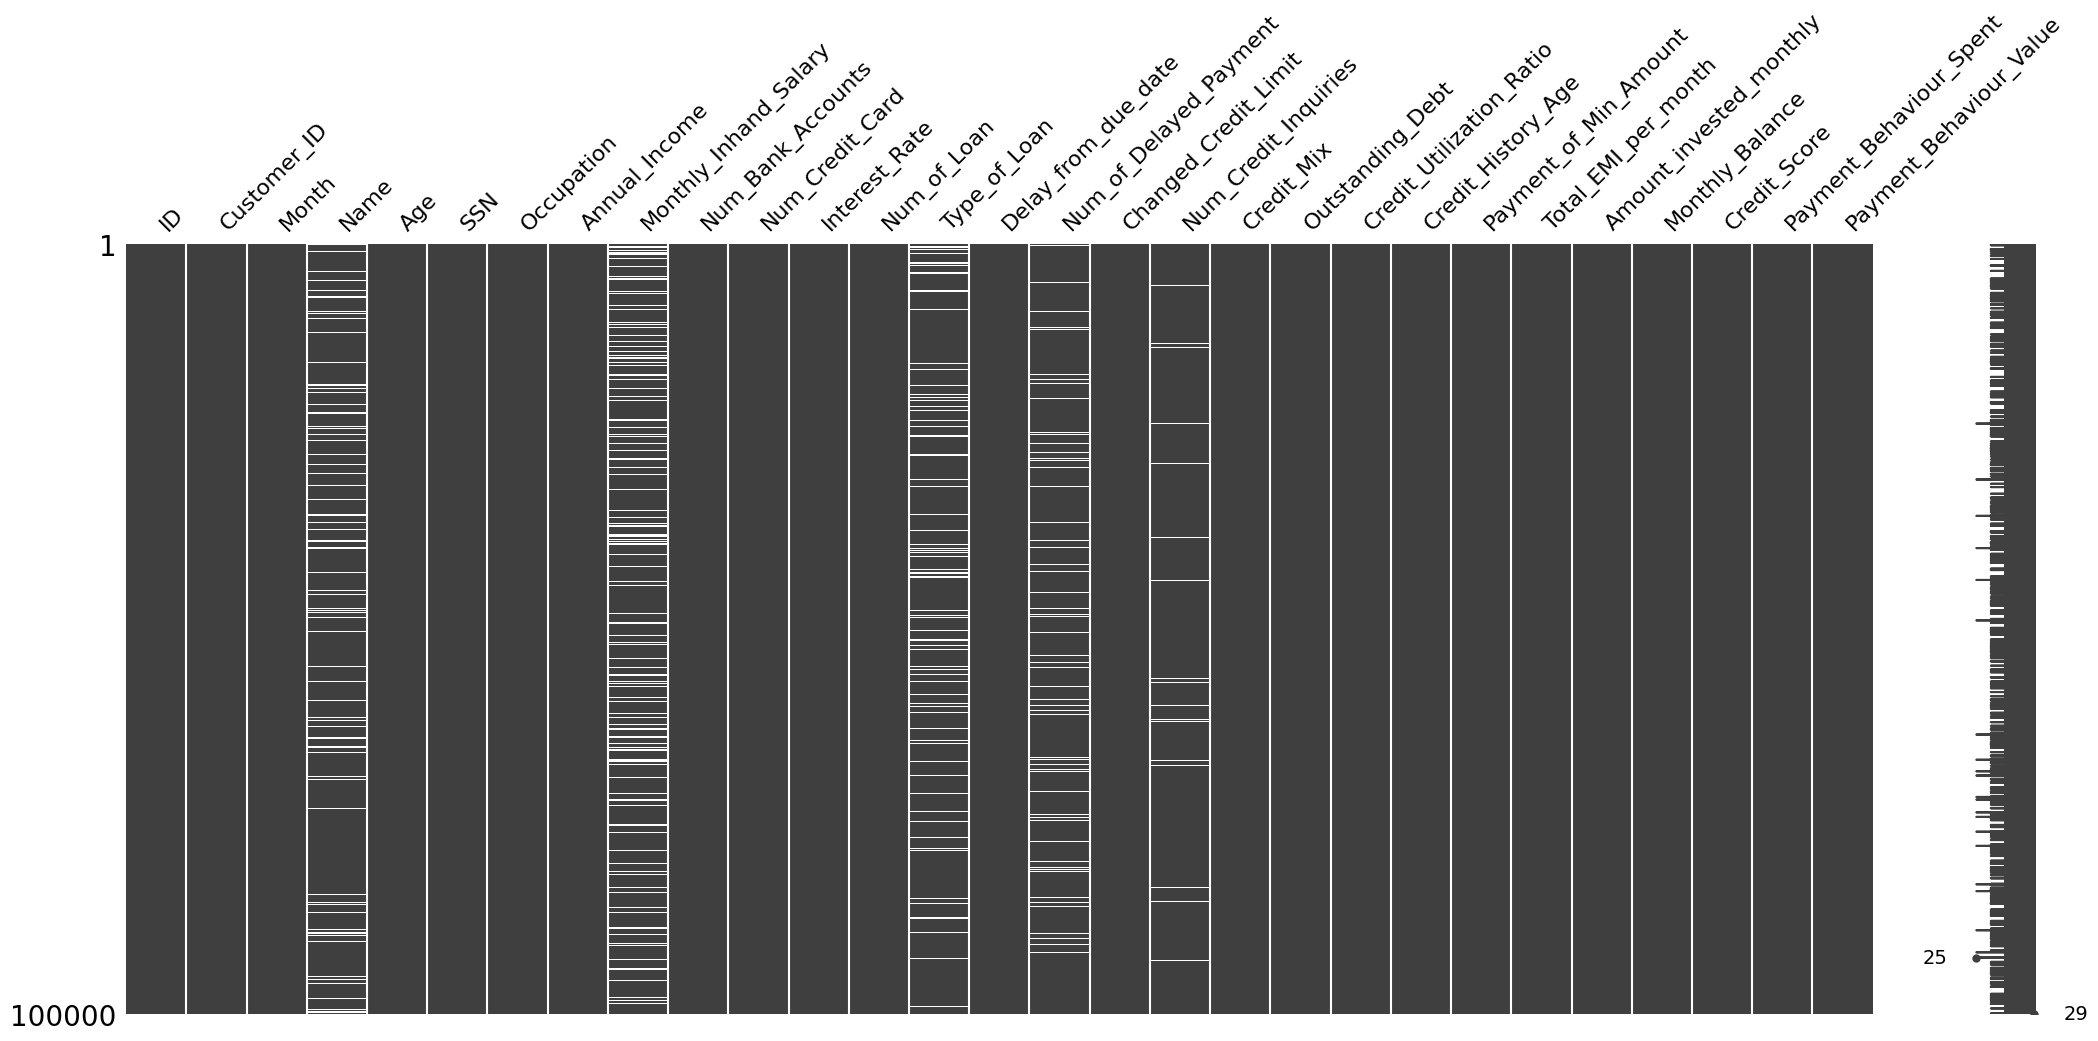 ID
Customer_ID
Month
Name
Age
SSN
Occupation
Annual_Income
Monthly_Inhand_Salary
Num_Bank_Accounts
Num_Credit_Card
Interest_Rate
Num_of_Loan
Type_of_Loan
Delay_from_due_date
Num_of_Delayed_Payment
Changed_Credit_Limit
Num_Credit_Inquiries
Credit_Mix
Outstanding_Debt
Credit_Utilization_Ratio
Credit_History_Age
Payment_of_Min_Amount
Total_EMI_per_month
Amount_invested_monthly
Monthly_Balance
Credit_Score
Payment_Behaviour_Spent
Payment_Behaviour_Value
1
25
100000
29